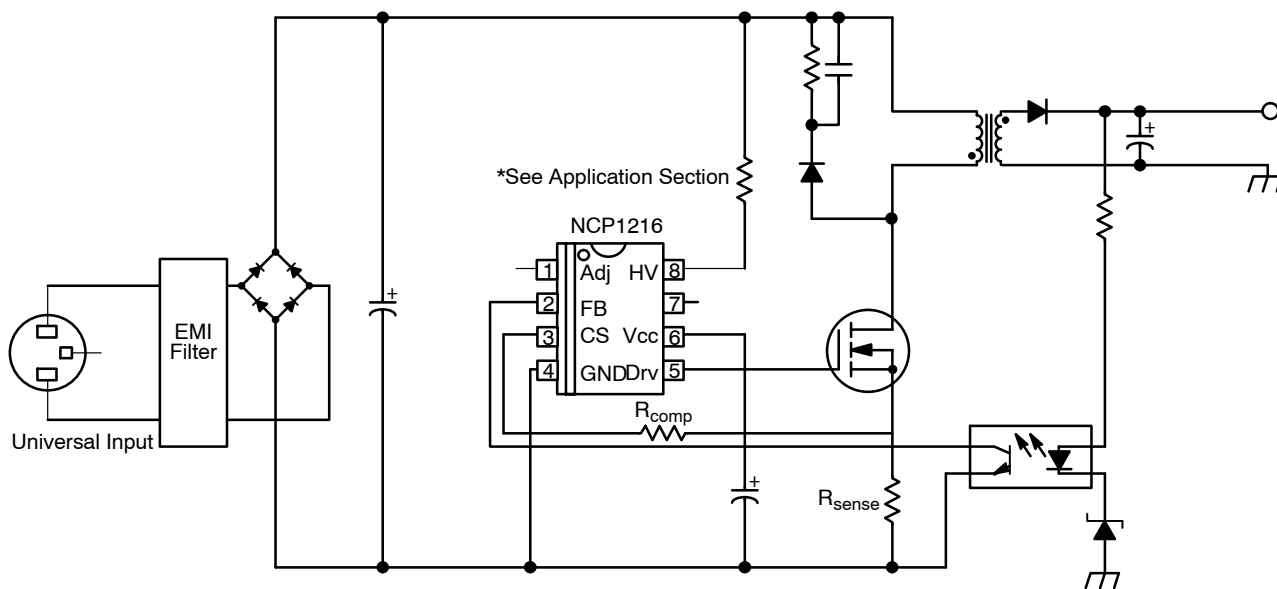 *See Application Section
NCP1216
1 Adj HV 8
2 FB 7
3 CS Vcc 6
4 GND Drv 5
EMI
Filter
Universal Input
Rcomp
Rsense
+
+
+